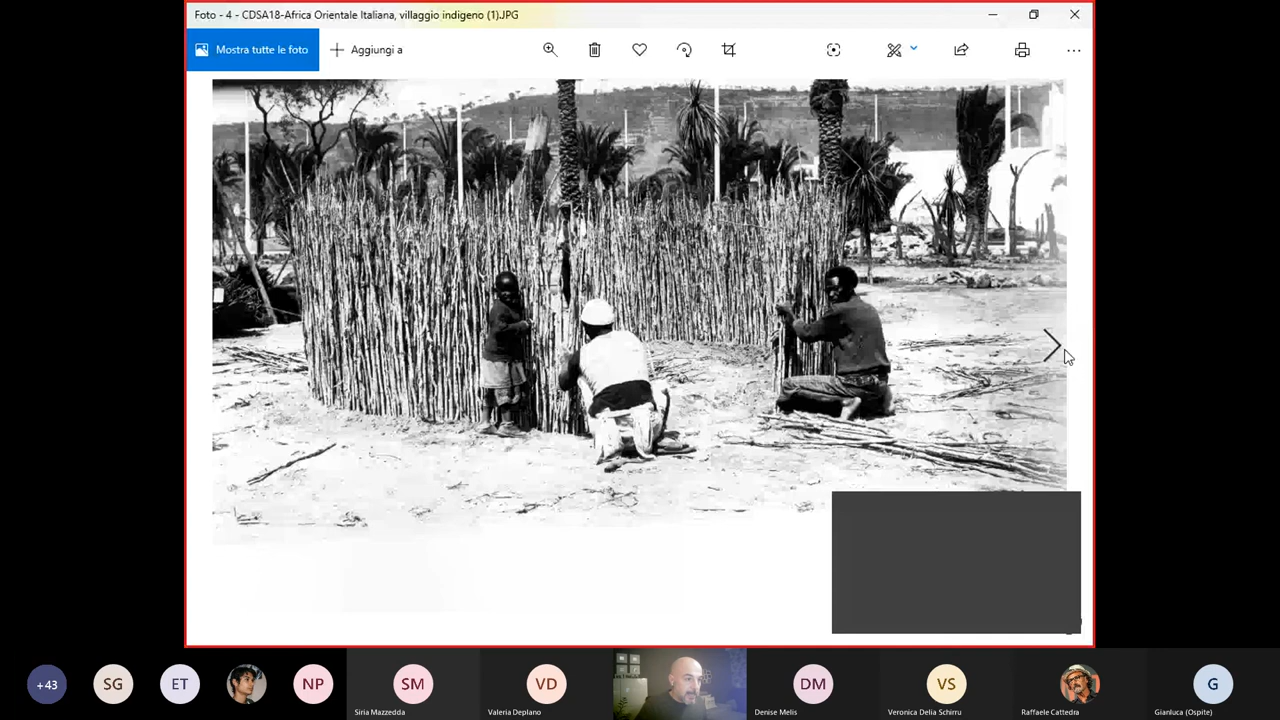 Foto - 4 - CDSA18-Africa Orientale Italiana, villaggio indigeno (1).JPG
Mostra tutte le foto
Aggiungi a
+43
SG
ET
NP
SM
VD
DM
VS
G
Siria Mazzedda
Valeria Deplano
Denise Melis
Veronica Delia Schirru
Raffaele Cattedra
Gianluca (Ospite)